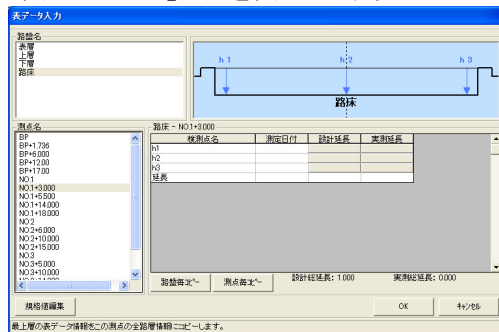 表データ入力
路盤名
表層
上層
下層
路床
h 1
h 2
h 3
路床
測点名
BP
BP+1.736
BP+6.000
BP+12.00
BP+17.00
NO.1
NO.1+3.000
NO.1+5.500
NO.1+14.000
NO.1+18.000
NO.2
NO.2+6.000
NO.2+10.000
NO.2+15.000
NO.3
NO.3+5.000
NO.3+10.000
路床 - NO.1+3.000
検測点名 測定日付 設計延長 実測延長
h1
h2
h3
延長
路盤毎コピー 測点毎コピー 設計総延長: 1.000 実測総延長: 0.000
規格値編集 OK キャンセル
最上層の表データ情報をこの測点の全路層情報にコピーします。